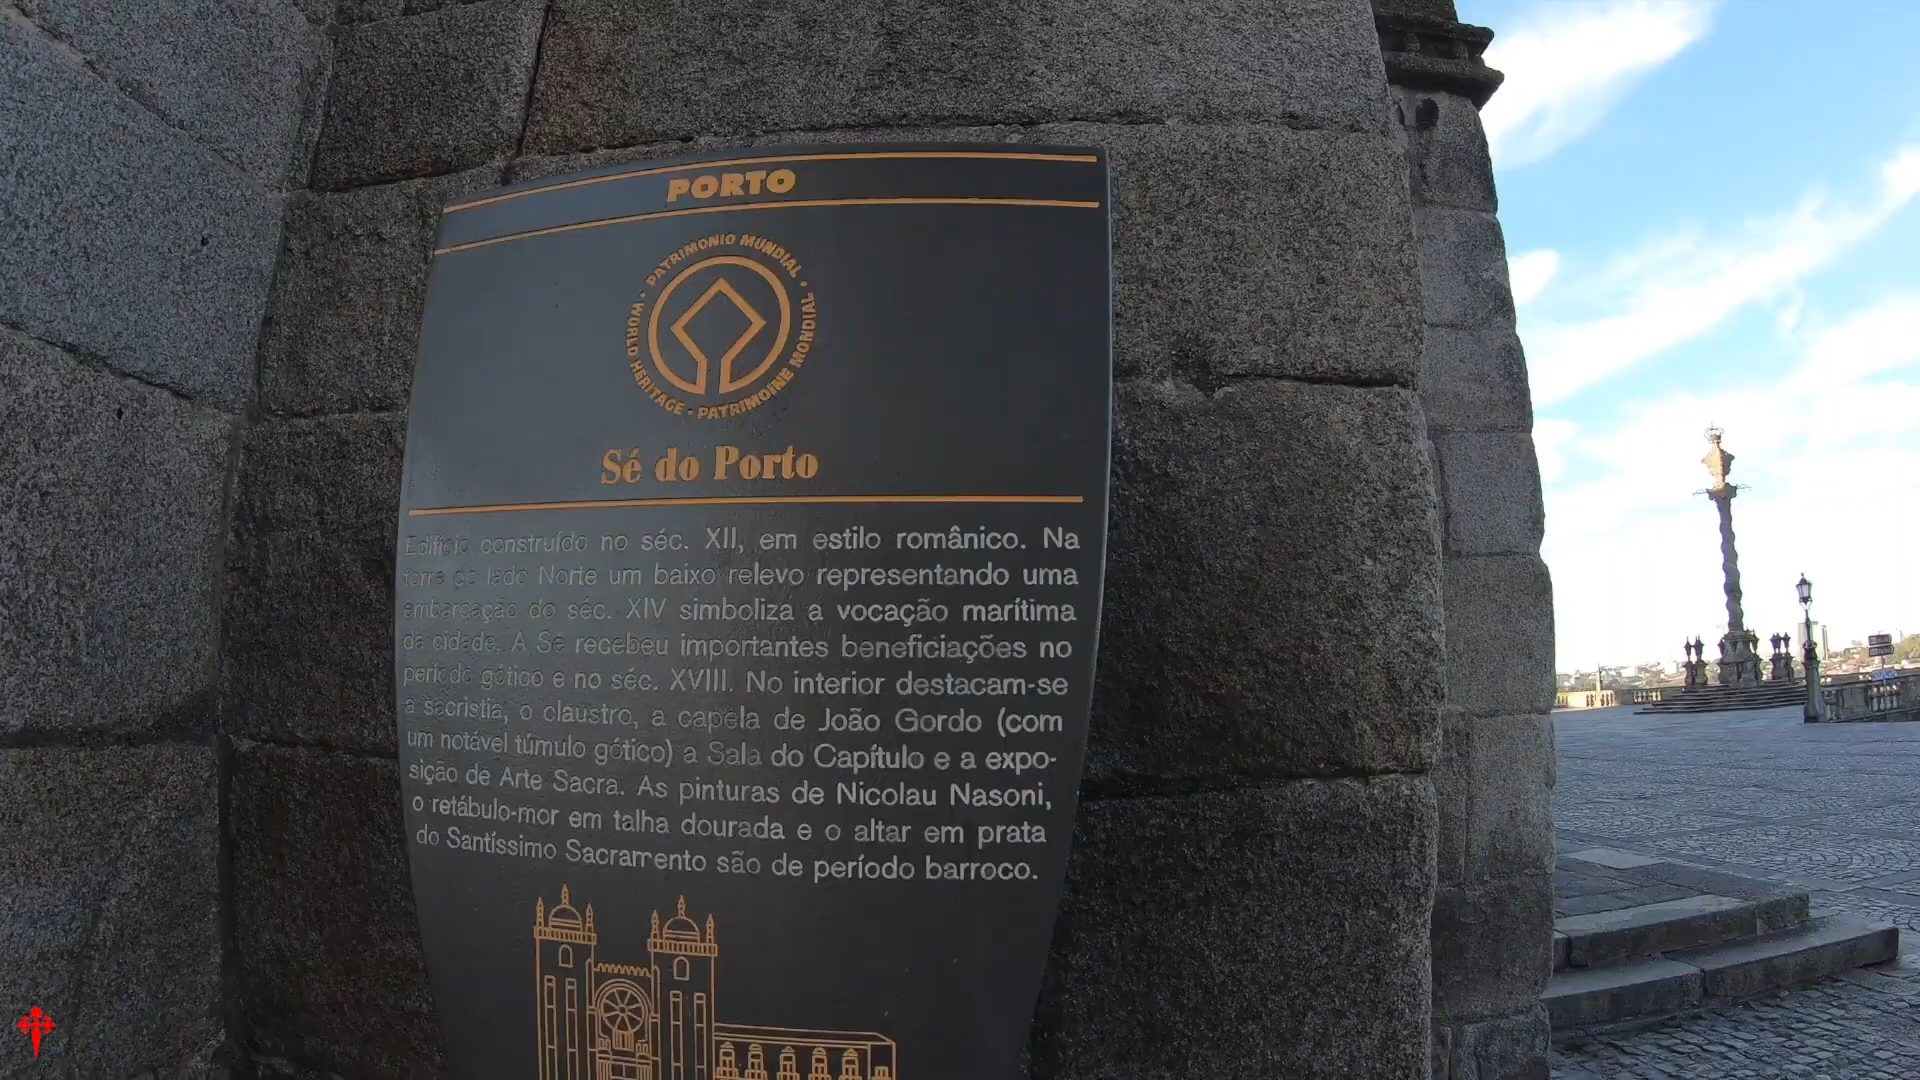 PORTO
PATRIMONIO MUNDIAL • WORLD HERITAGE • PATRIMOINE MONDIAL •
Sé do Porto
Edifício construído no séc. XII, em estilo românico. Na
torre do lado Norte um baixo relevo representando uma
embarcação do séc. XIV simboliza a vocação marítima
da cidade. A Se recebeu importantes beneficiações no
período gótico e no séc. XVIII. No interior destacam-se
a sacristia, o claustro, a capela de João Gordo (com
um notável túmulo gótico) a Sala do Capítulo e a expo-
sição de Arte Sacra. As pinturas de Nicolau Nasoni,
o retábulo-mor em talha dourada e o altar em prata
do Santíssimo Sacramento são de período barroco.